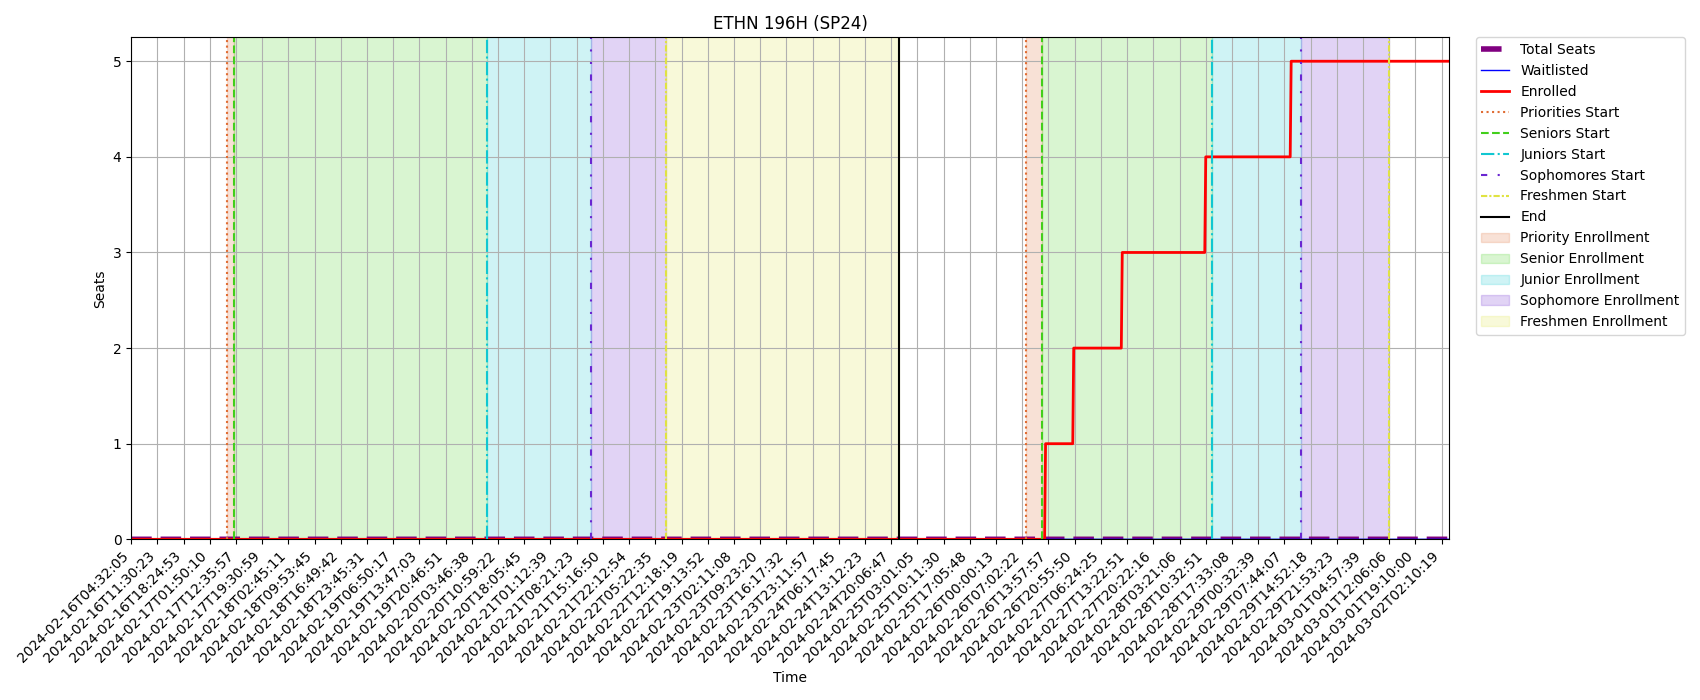 ETHN 196H (SP24)
Seats
5
4
3
2
1
0
2024-02-16T04:32:05
2024-02-16T11:30:23
2024-02-16T18:24:53
2024-02-17T01:50:10
2024-02-17T12:35:57
2024-02-17T19:30:59
2024-02-18T02:45:11
2024-02-18T09:53:45
2024-02-18T16:49:42
2024-02-18T23:45:31
2024-02-19T06:50:17
2024-02-19T13:47:03
2024-02-19T20:46:51
2024-02-20T03:46:38
2024-02-20T10:59:22
2024-02-20T18:05:45
2024-02-21T01:12:39
2024-02-21T08:21:23
2024-02-21T15:16:50
2024-02-21T22:12:54
2024-02-22T05:22:35
2024-02-22T12:18:19
2024-02-22T19:13:52
2024-02-23T02:11:08
2024-02-23T09:23:20
2024-02-23T16:17:32
2024-02-23T23:11:57
2024-02-24T06:17:45
2024-02-24T13:12:23
2024-02-24T20:06:47
2024-02-25T03:01:05
2024-02-25T10:11:30
2024-02-25T17:05:48
2024-02-26T00:00:13
2024-02-26T07:02:22
2024-02-26T13:57:57
2024-02-26T20:55:50
2024-02-27T06:24:25
2024-02-27T13:22:51
2024-02-27T20:22:16
2024-02-28T03:21:06
2024-02-28T10:32:51
2024-02-28T17:33:08
2024-02-29T00:32:39
2024-02-29T07:44:07
2024-02-29T14:52:18
2024-02-29T21:53:23
2024-03-01T04:57:39
2024-03-01T12:06:06
2024-03-01T19:10:00
2024-03-02T02:10:19
Time
Total Seats
Waitlisted
Enrolled
Priorities Start
Seniors Start
Juniors Start
Sophomores Start
Freshmen Start
End
Priority Enrollment
Senior Enrollment
Junior Enrollment
Sophomore Enrollment
Freshmen Enrollment